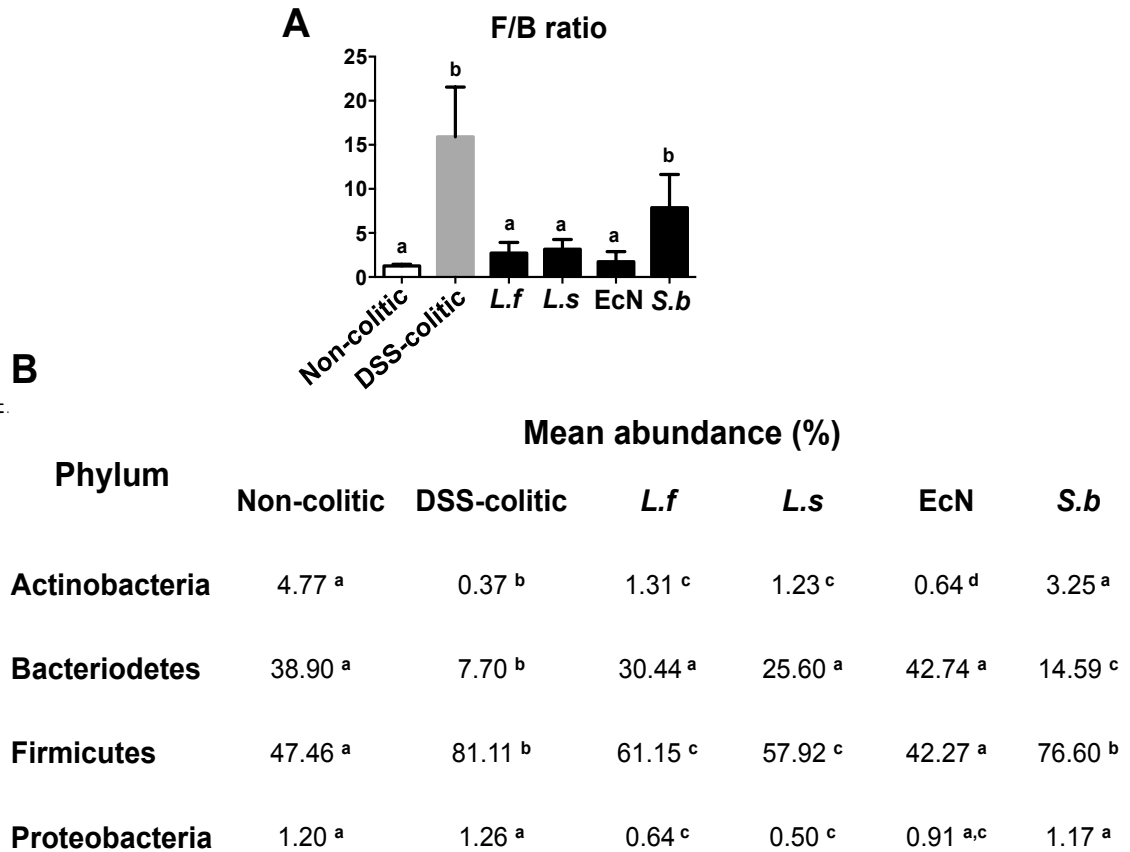 A
F/B ratio
25
20
15
10
5
0
a
b
a
a
a
b
Non-colitic
DSS-colitic
L.f
L.s
EcN
S.b
B
Mean abundance (%)
Phylum
Non-colitic DSS-colitic L.f L.s EcN S.b
Actinobacteria 4.77 a 0.37 b 1.31 c 1.23 c 0.64 d 3.25 a
Bacteriodetes 38.90 a 7.70 b 30.44 a 25.60 a 42.74 a 14.59 c
Firmicutes 47.46 a 81.11 b 61.15 c 57.92 c 42.27 a 76.60 b
Proteobacteria 1.20 a 1.26 a 0.64 c 0.50 c 0.91 a,c 1.17 a